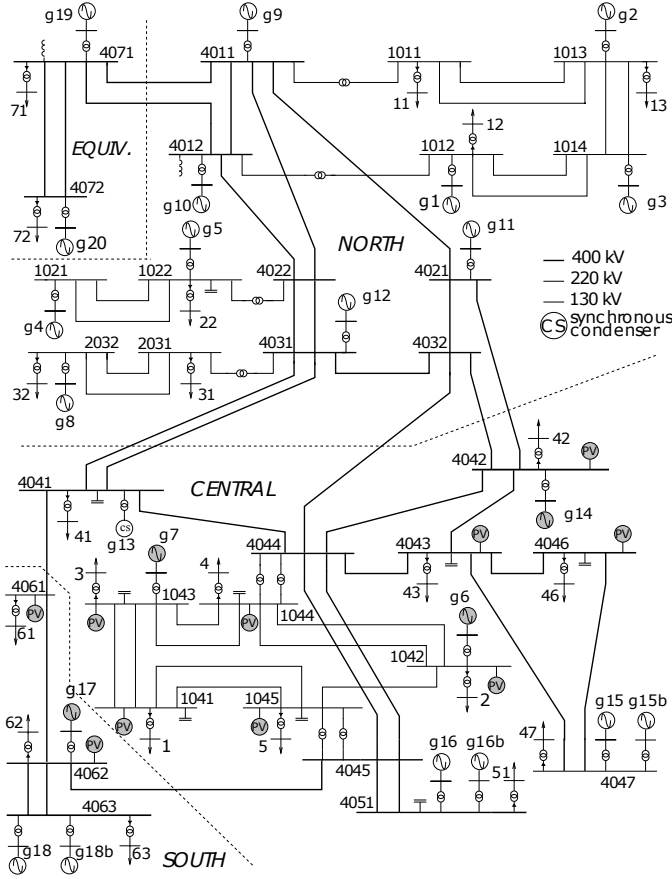 g19
g9
g2
4071
4011
1011
1013
71
11
13
12
EQUIV.
4012
1012
1014
4072
g10
g1
g3
72
g20
g5
NORTH
g11
1021
1022
4022
4021
g12
400 kV
220 kV
130 kV
CS synchronous
condenser
g4
22
2032
2031
4031
4032
32
g8
31
42
4042
PV
4041
CENTRAL
41
CS
g13
g7
g14
4044
4043
PV
4046
PV
3
4
43
46
4061
1043
1044
g6
PV
PV
PV
61
1042
PV
2
g17
1041
1045
62
PV
1
PV
5
47
g15
g15b
PV
4062
4045
g16
g16b
51
4047
4051
4063
g18
g18b
63
SOUTH